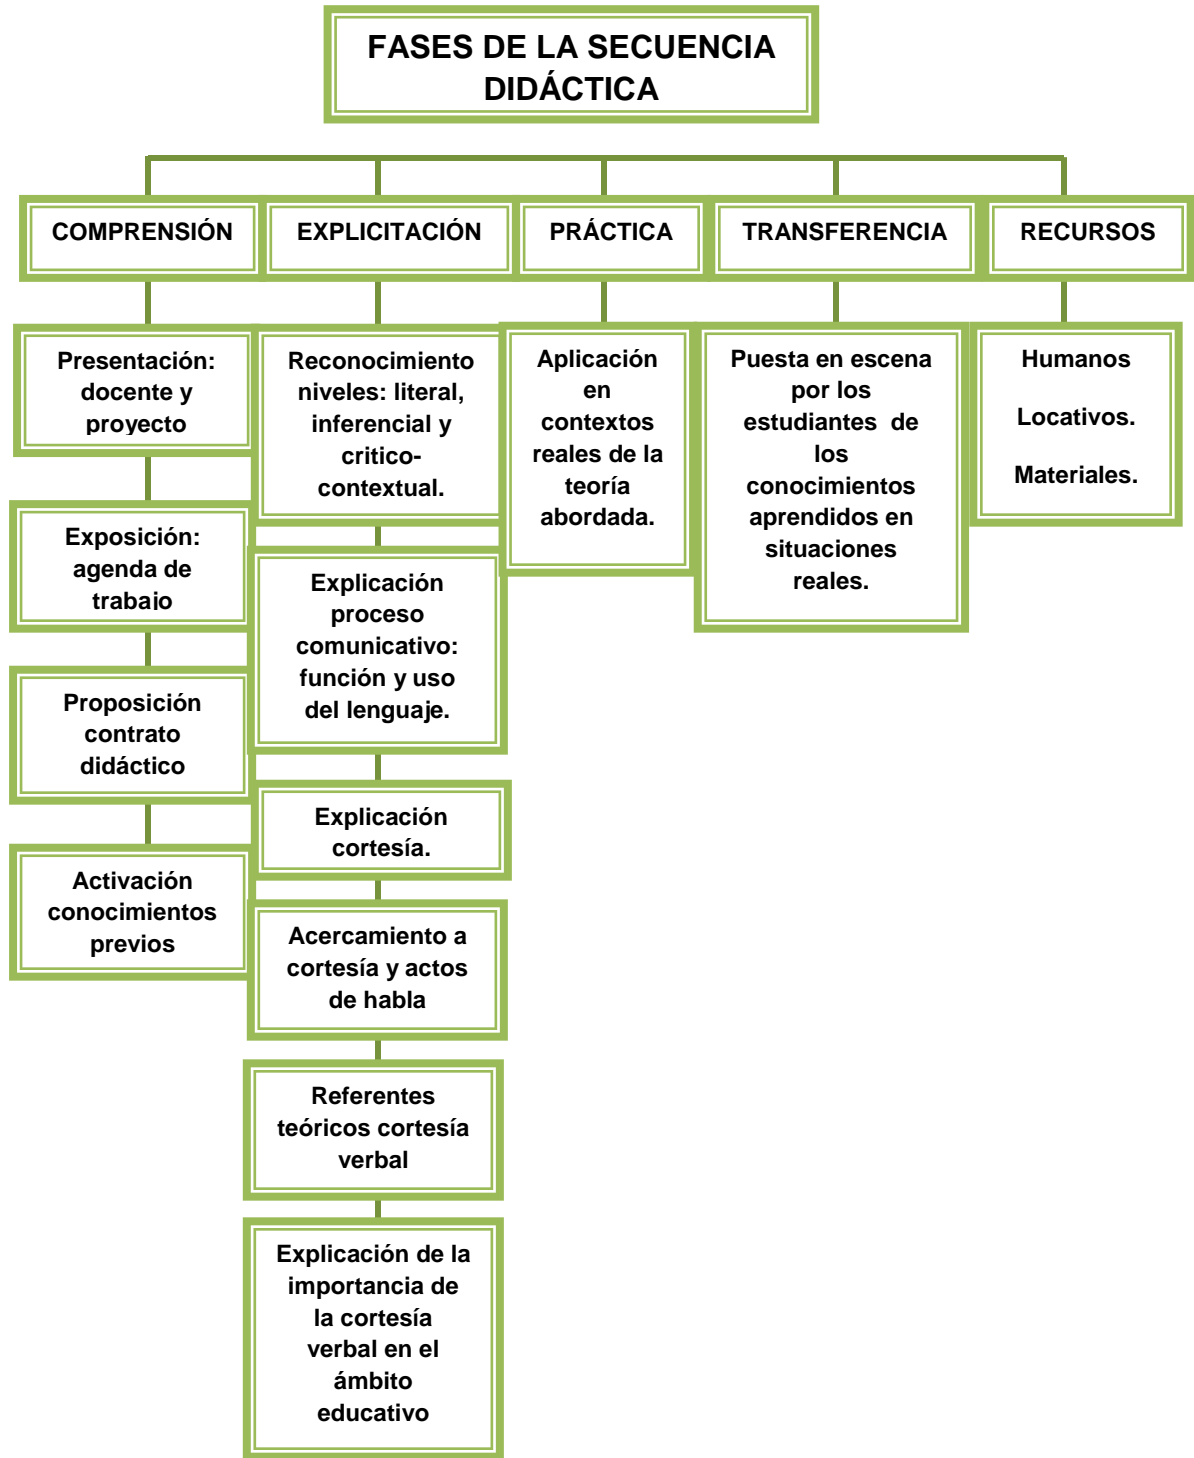 FASES DE LA SECUENCIA
DIDÁCTICA
COMPRENSIÓN
EXPLICITACIÓN
PRÁCTICA
TRANSFERENCIA
RECURSOS
Presentación:
docente y
proyecto
Exposición:
agenda de
trabajo
Proposición
contrato
didáctico
Activación
conocimientos
previos
Reconocimiento
niveles: literal,
inferencial y
critico-
contextual.
Explicación
proceso
comunicativo:
función y uso
del lenguaje.
Explicación
cortesía.
Acercamiento a
cortesía y actos
de habla
Referentes
teóricos cortesía
verbal
Explicación de la
importancia de
la cortesía
verbal en el
ámbito
educativo
Aplicación
en
contextos
reales de la
teoría
abordada.
Puesta en escena
por los
estudiantes de
los
conocimientos
aprendidos en
situaciones
reales.
Humanos
Locativos.
Materiales.